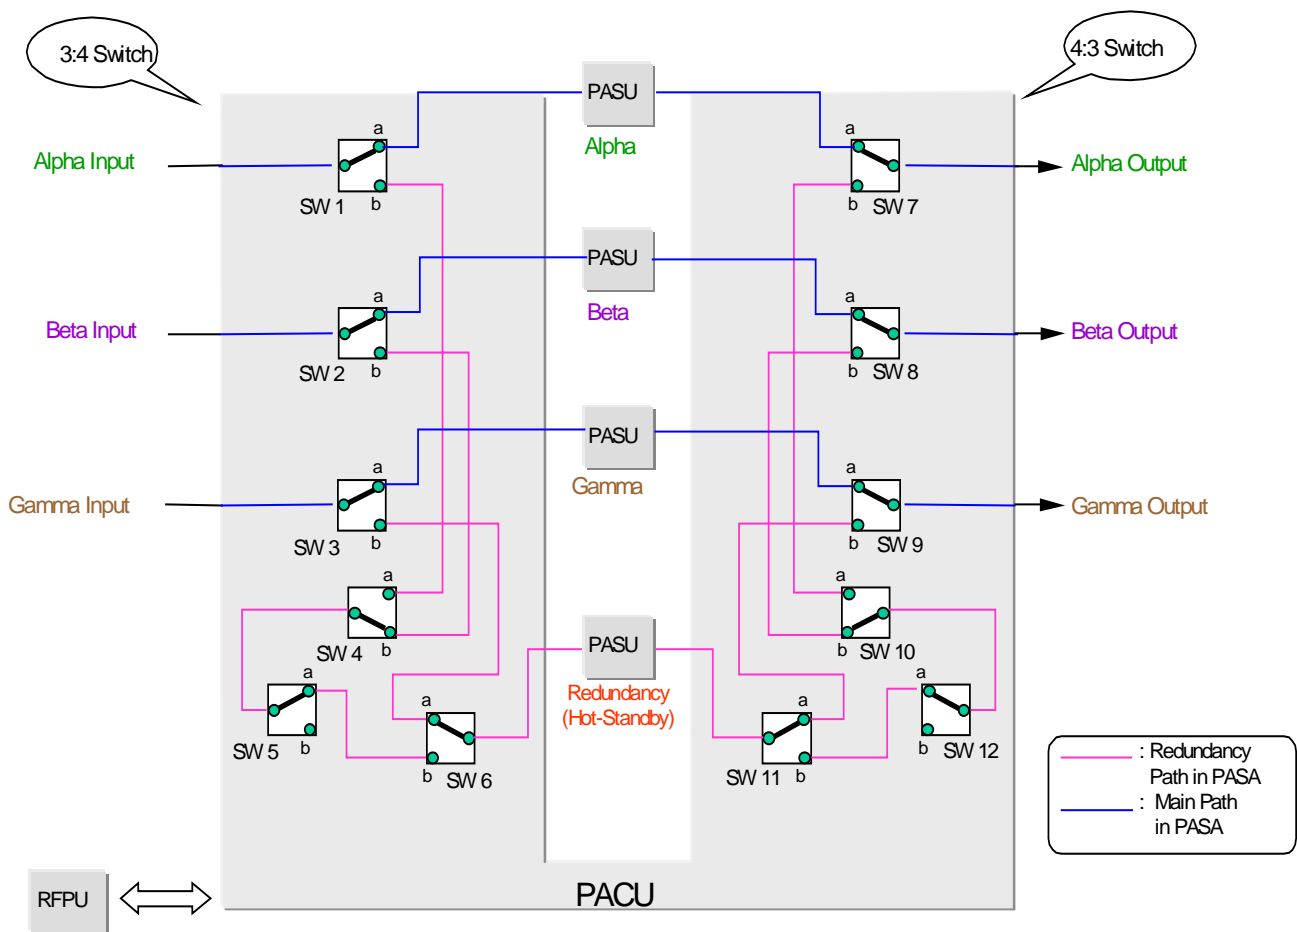 3:4 Switch
4:3 Switch
PASU
Alpha
a
a
Alpha Input
Alpha Output
b
SW 1
b
SW 7
PASU
Beta
a
a
Beta Input
Beta Output
b
SW 2
b
SW 8
PASU
Gamma
a
a
Gamma Input
Gamma Output
b
SW 3
b
SW 9
a
a
b
SW 4
b
SW 10
PASU
Redundancy
(Hot-Standby)
a
a
a
a
b
SW 5
b
SW 6
b
SW 11
b
SW 12
: Redundancy
Path in PASA
: Main Path
in PASA
PACU
RFPU